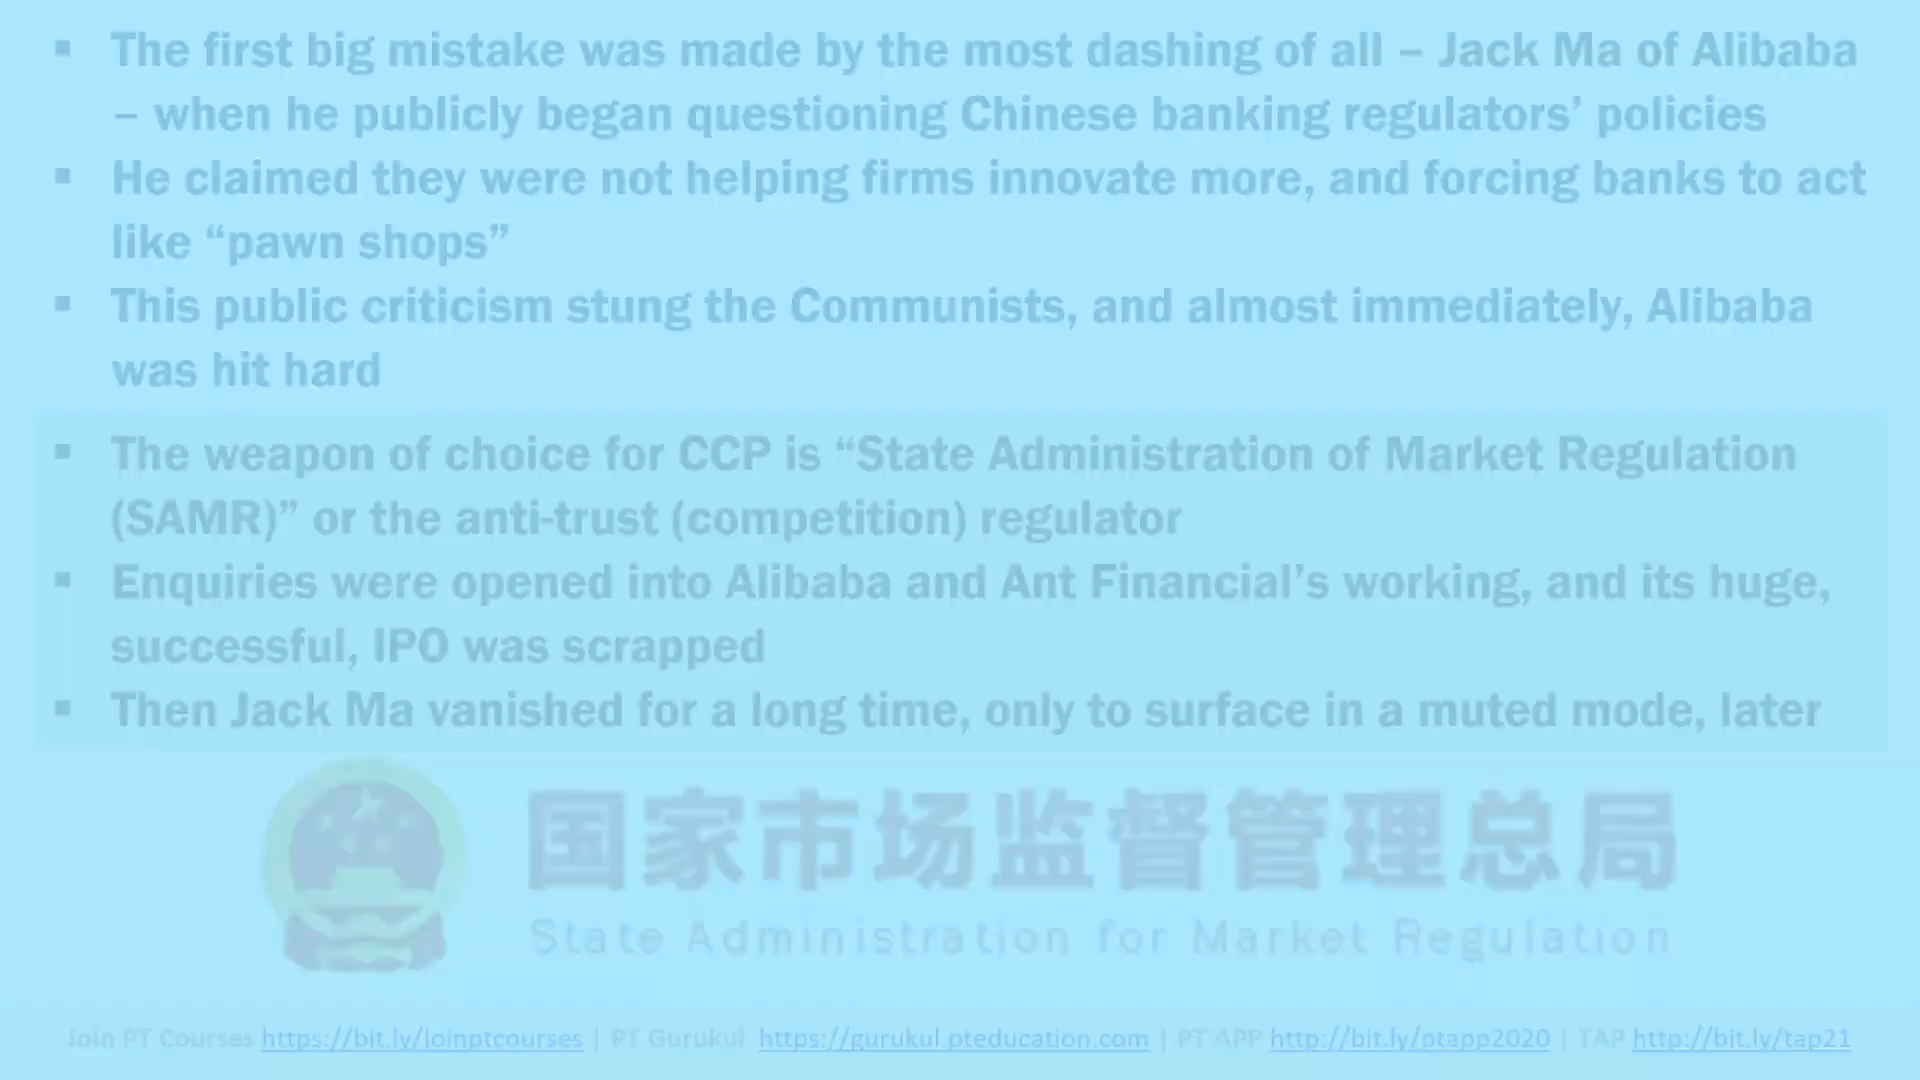 ▪ The first big mistake was made by the most dashing of all – Jack Ma of Alibaba
– when he publicly began questioning Chinese banking regulators’ policies
▪ He claimed they were not helping firms innovate more, and forcing banks to act
like “pawn shops”
▪ This public criticism stung the Communists, and almost immediately, Alibaba
was hit hard
▪ The weapon of choice for CCP is “State Administration of Market Regulation
(SAMR)” or the anti-trust (competition) regulator
▪ Enquiries were opened into Alibaba and Ant Financial’s working, and its huge,
successful, IPO was scrapped
▪ Then Jack Ma vanished for a long time, only to surface in a muted mode, later
国家市场监督管理总局
State Administration for Market Regulation
Join PT Courses https://bit.ly/loinptcourses | PT Gurukul https://gurukul.pteducation.com | PT APP http://bit.ly/ptapp2020 | TAP http://bit.ly/tap21